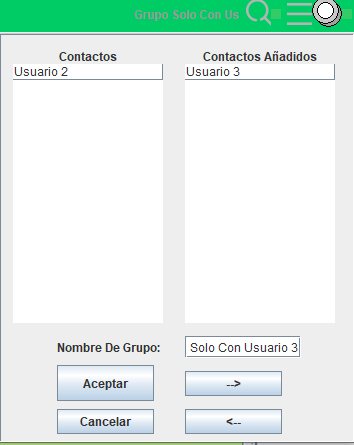 Grupo Solo Con Us
Contactos
Contactos Añadidos
Usuario 2
Usuario 3
Nombre De Grupo:
Solo Con Usuario 3
Aceptar
-->
Cancelar
<--